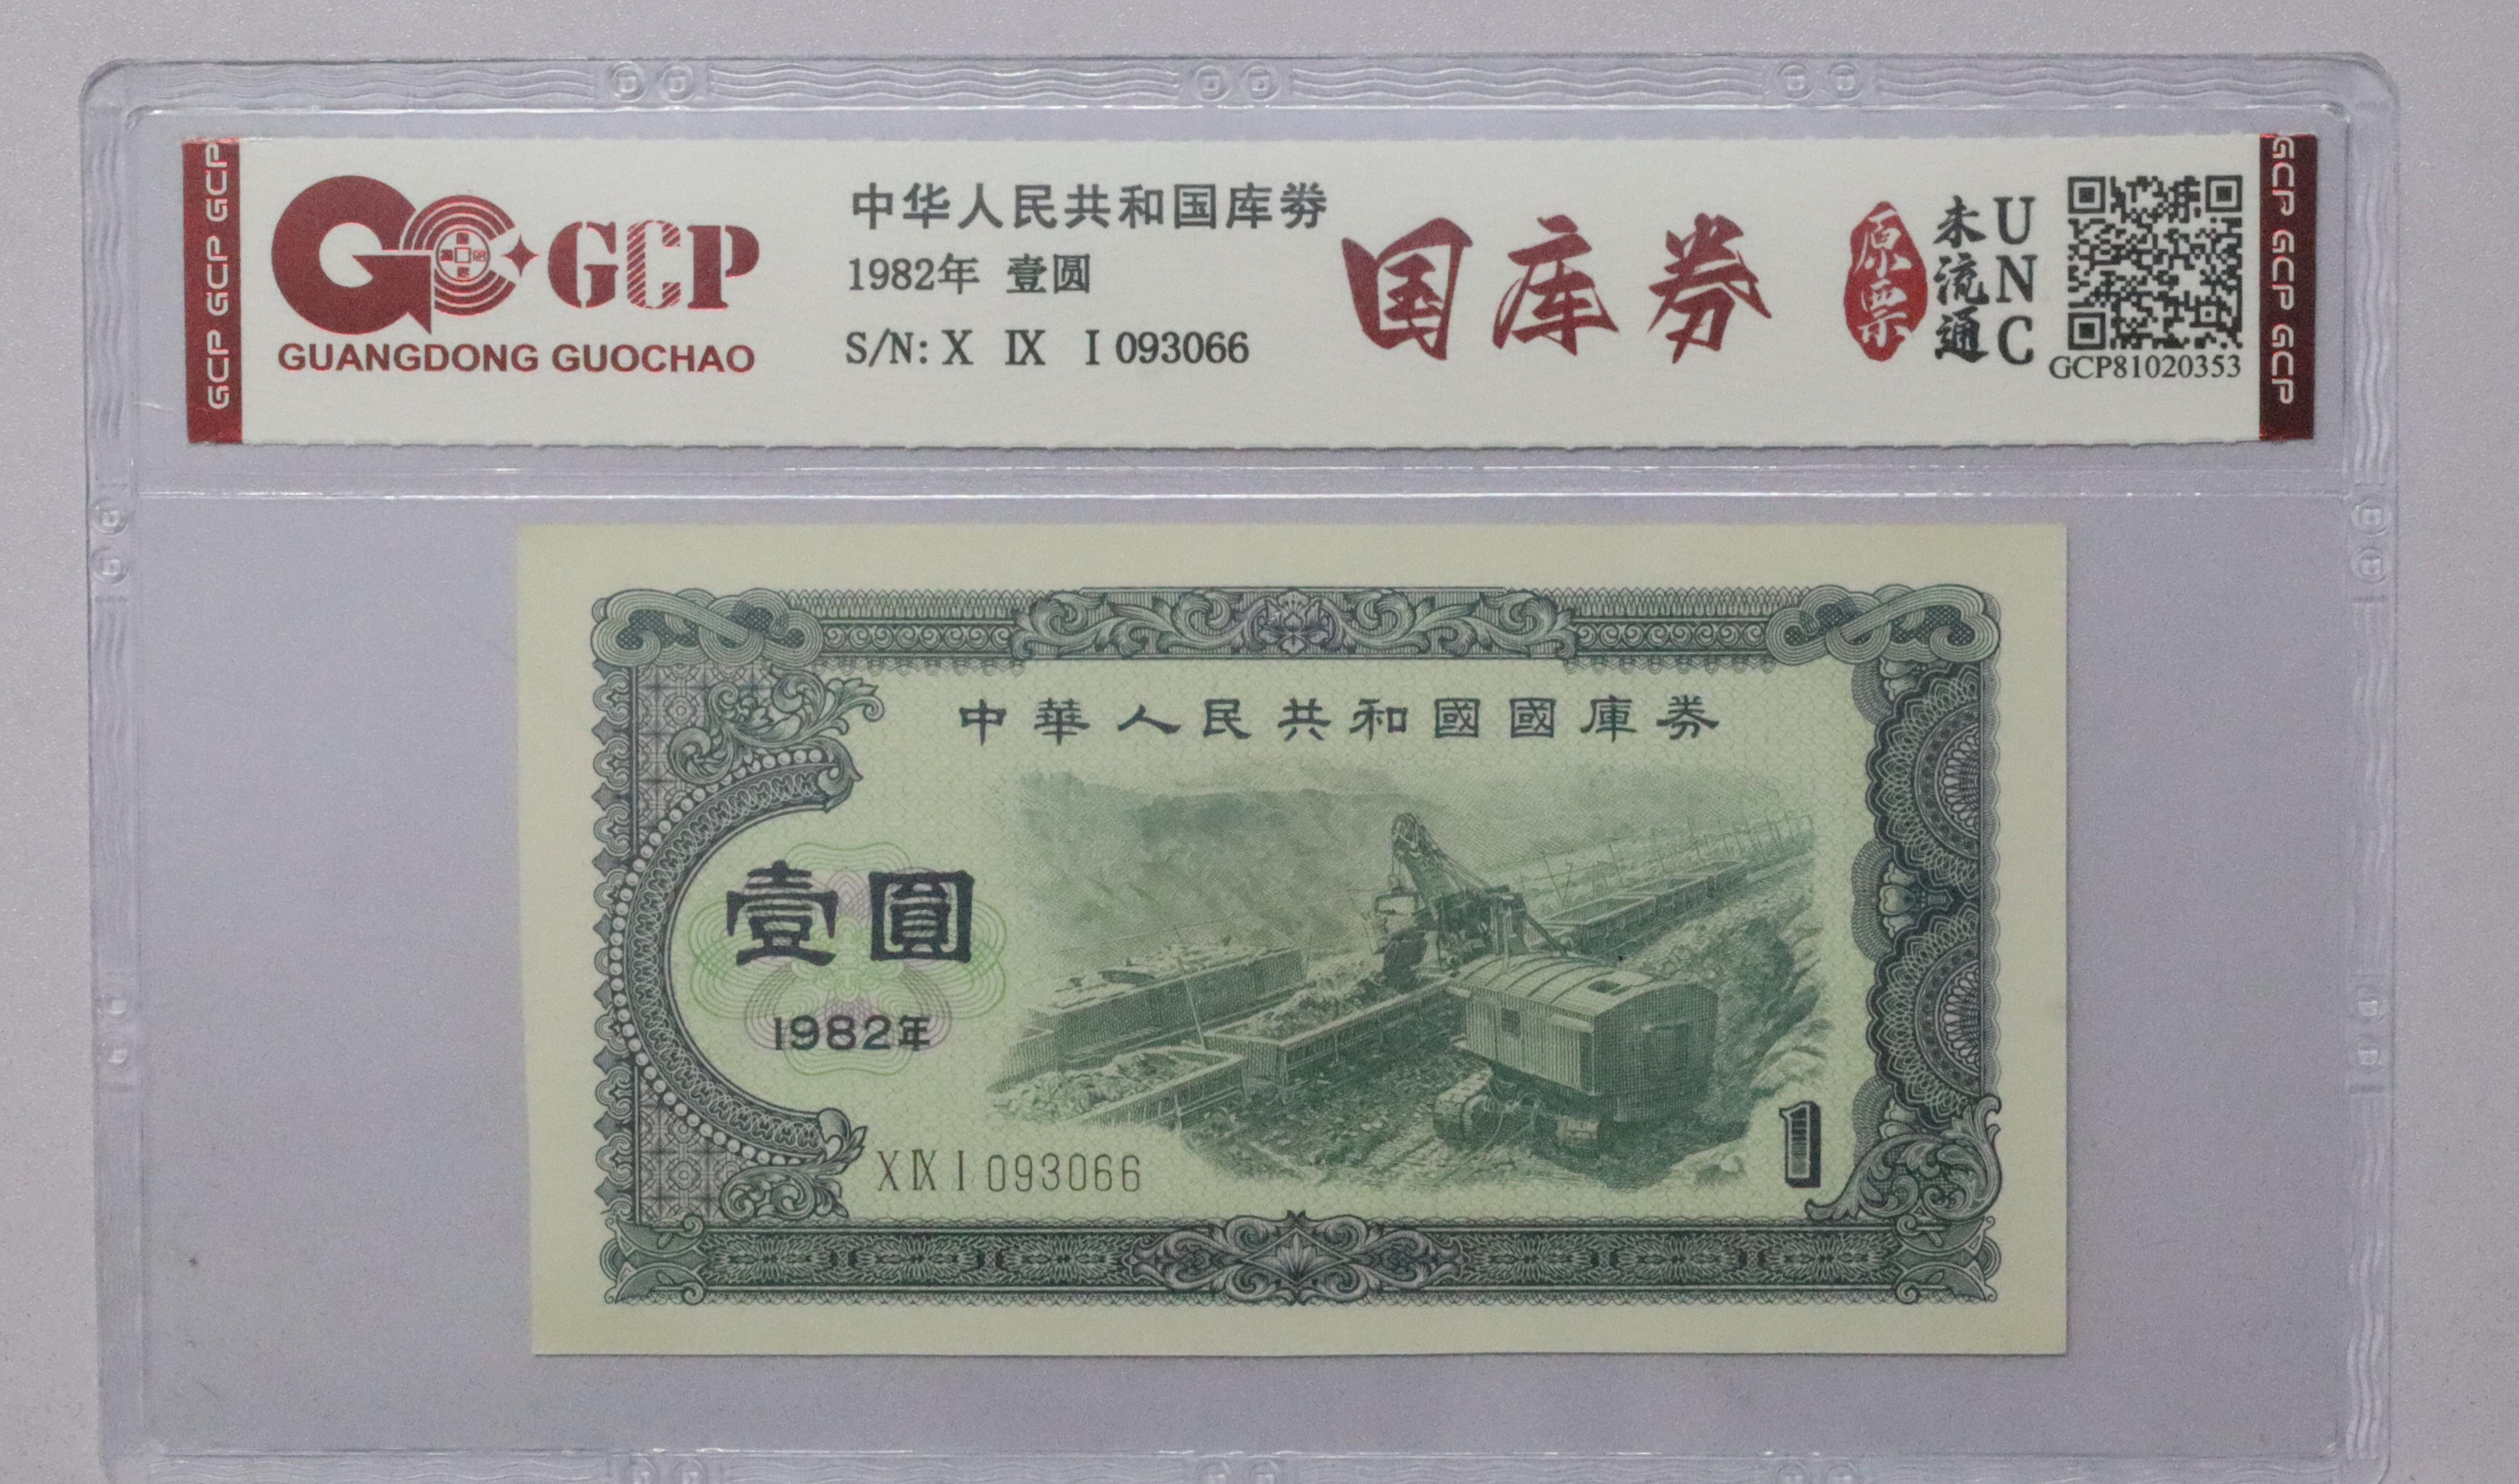 GCP GCP GCP
GCP
GUANGDONG GUOCHAO
中华人民共和国库券
1982年 壹圆
S/N: X IX I 093066
国库券
原票
未流通
UNC
GCP81020353
GCP GCP GCP
中華人民共和國國庫券
壹圓
1982年
X IX I 093066
1